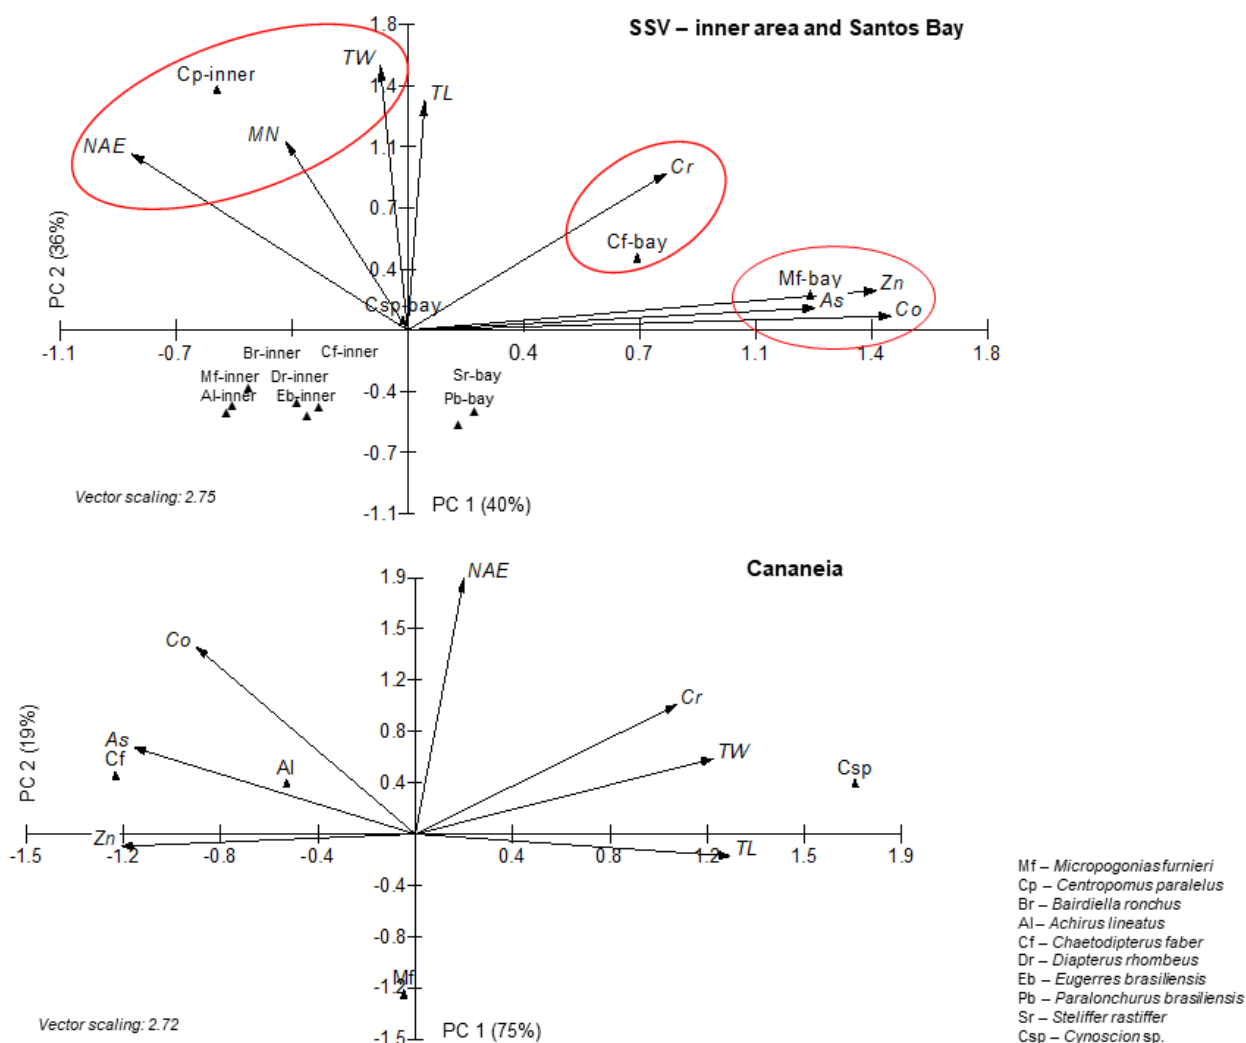 SSV – inner area and Santos Bay
1.8
TW
Cp-inner
1.4
TL
NAE
MN
1.1
Cr
0.7
Cf-bay
PC 2 (36%)
0.4
Mf-bay
Zn
Csp-bay
As
Co
-1.1
-0.7
0.4
0.7
1.1
1.4
1.8
Br-inner
Cf-inner
Mf-inner
Dr-inner
Sr-bay
Al-inner
Eb-inner
-0.4
Pb-bay
-0.7
Vector scaling: 2.75
-1.1
PC 1 (40%)
Cananeia
1.9
NAE
Co
1.5
1.2
Cr
As
0.8
TW
Cf
Al
Csp
PC 2 (19%)
0.4
Zn
-1.5
-1.2
-0.8
-0.4
0.4
0.8
1.2
1.5
1.9
TL
-0.4
-0.8
Mf
-1.2
-1.5
Vector scaling: 2.72
PC 1 (75%)
Mf – Micropogonias furnieri
Cp – Centropomus paralelus
Br – Bairdiella ronchus
Al – Achirus lineatus
Cf – Chaetodipterus faber
Dr – Diapterus rhombeus
Eb – Eugerres brasiliensis
Pb – Paralonchurus brasiliensis
Sr – Steliffer rastiffer
Csp – Cynoscion sp.